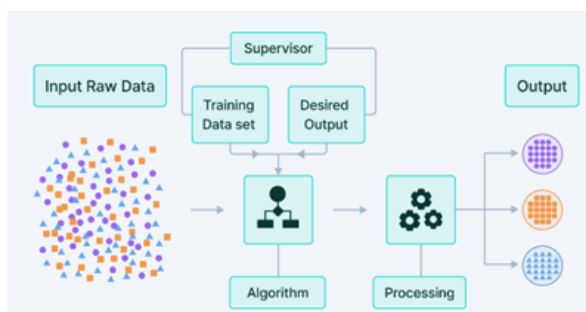 Supervisor
Input Raw Data
Training
Data set
Desired
Output
Output
Algorithm
Processing